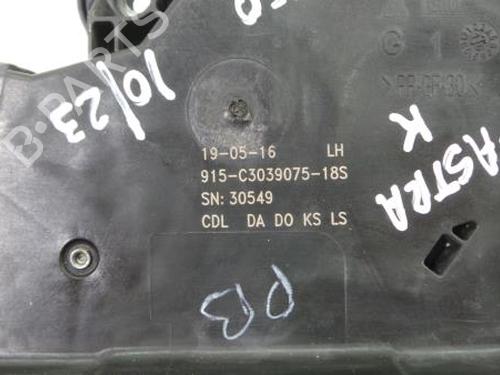 G 1
>PP-GF30<
10/23
ASTRA
K
19-05-16 LH
915-C3039075-18S
SN: 30549
CDL DA DO KS LS
PB
B-PARTS